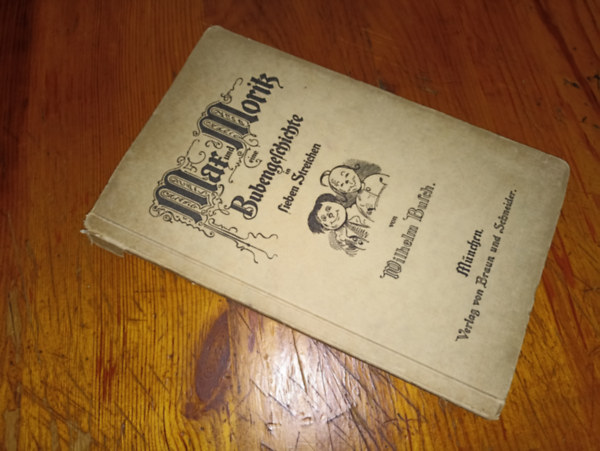 Max und Moritz
eine
Bubengeschichte
in
sieben Streichen
von
Wilhelm Busch.
München.
Verlag von Braun und Schneider.